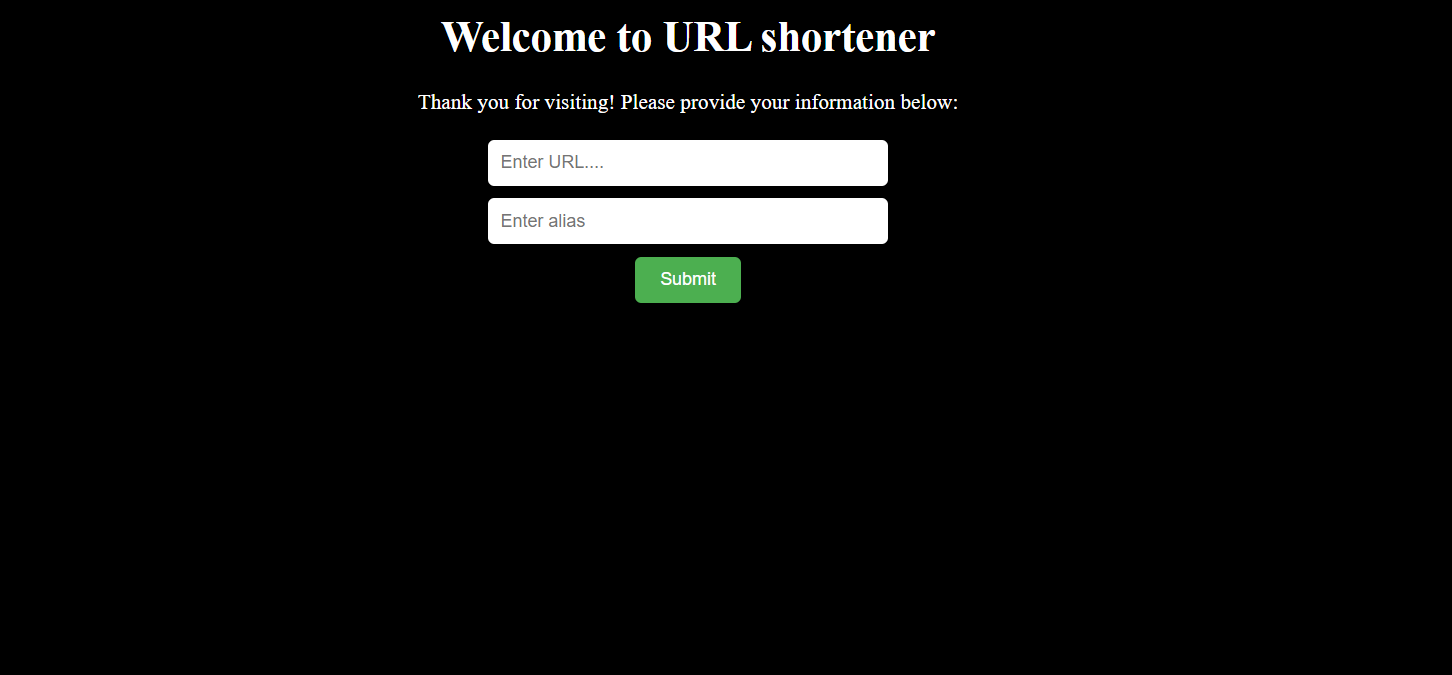 Welcome to URL shortener
Thank you for visiting! Please provide your information below:
Enter URL....
Enter alias
Submit